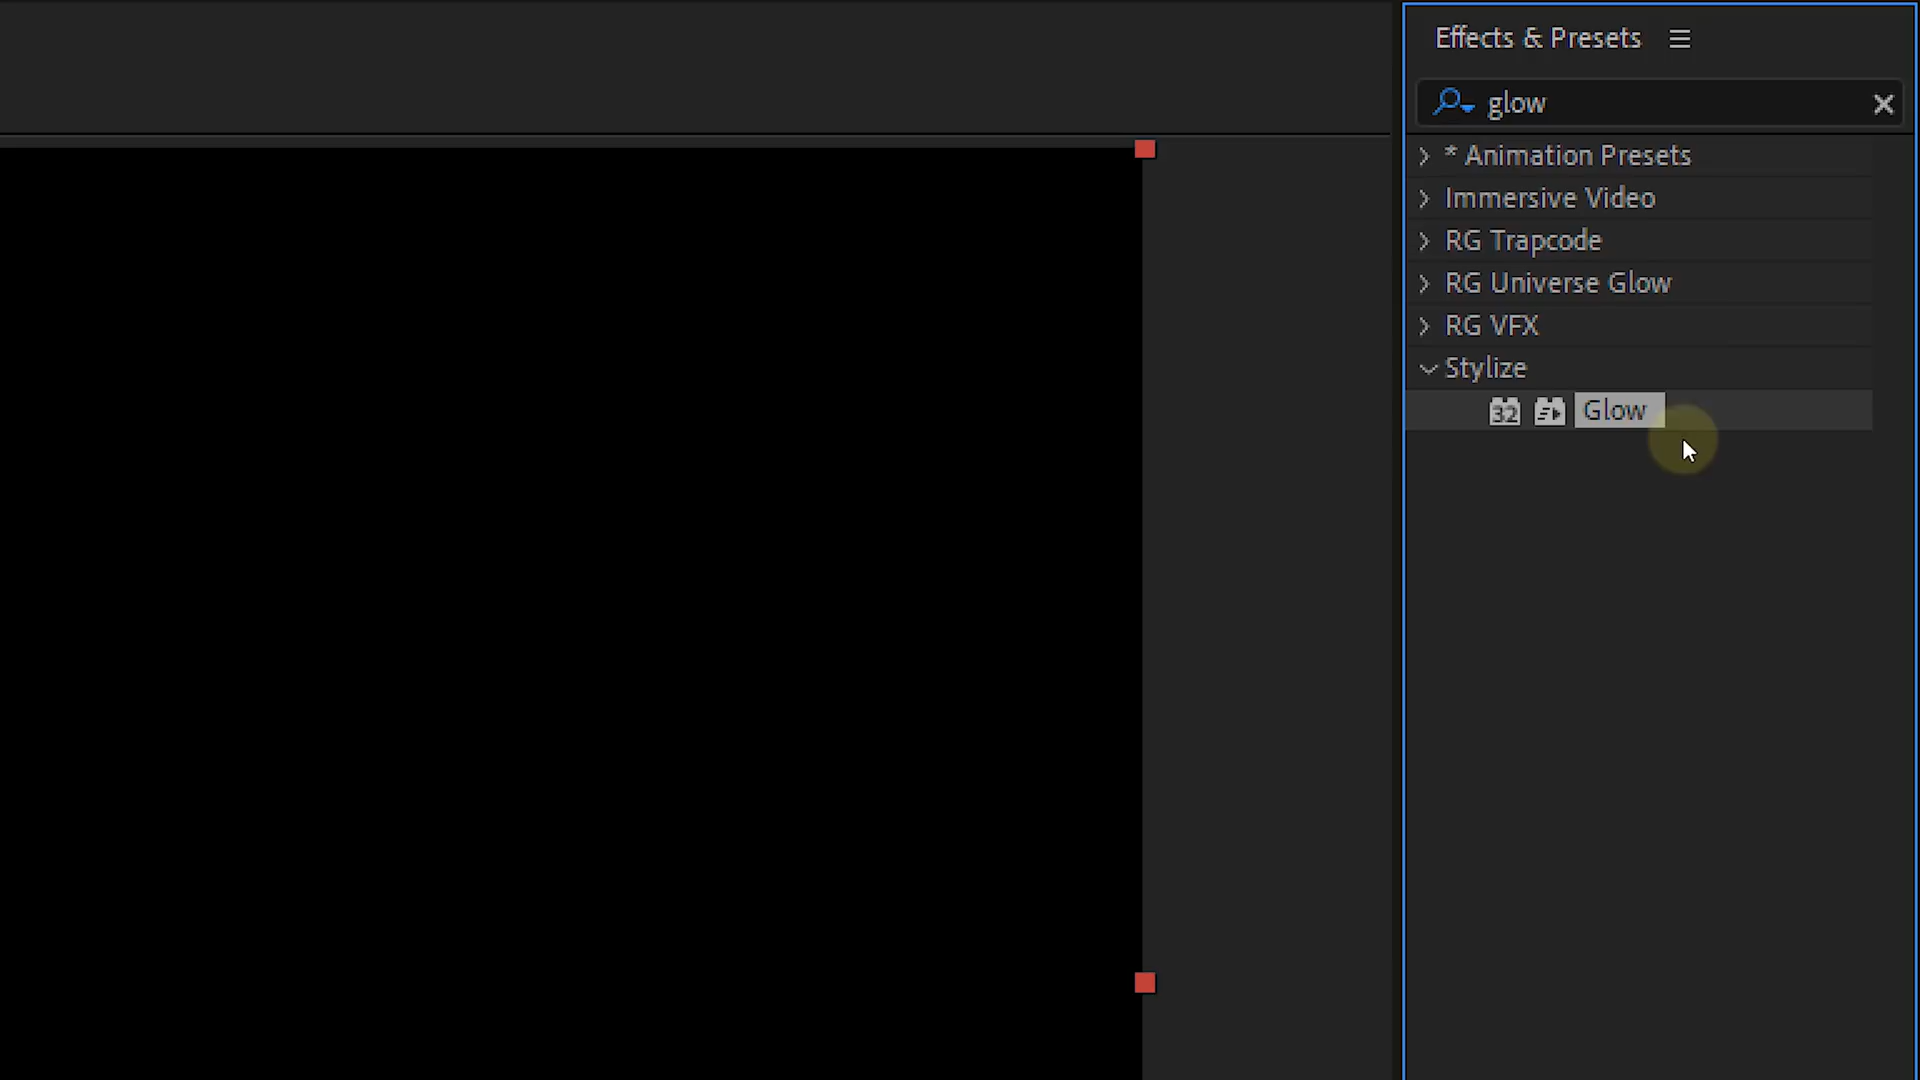 Effects & Presets
glow
* Animation Presets
Immersive Video
RG Trapcode
RG Universe Glow
RG VFX
Stylize
32 Glow